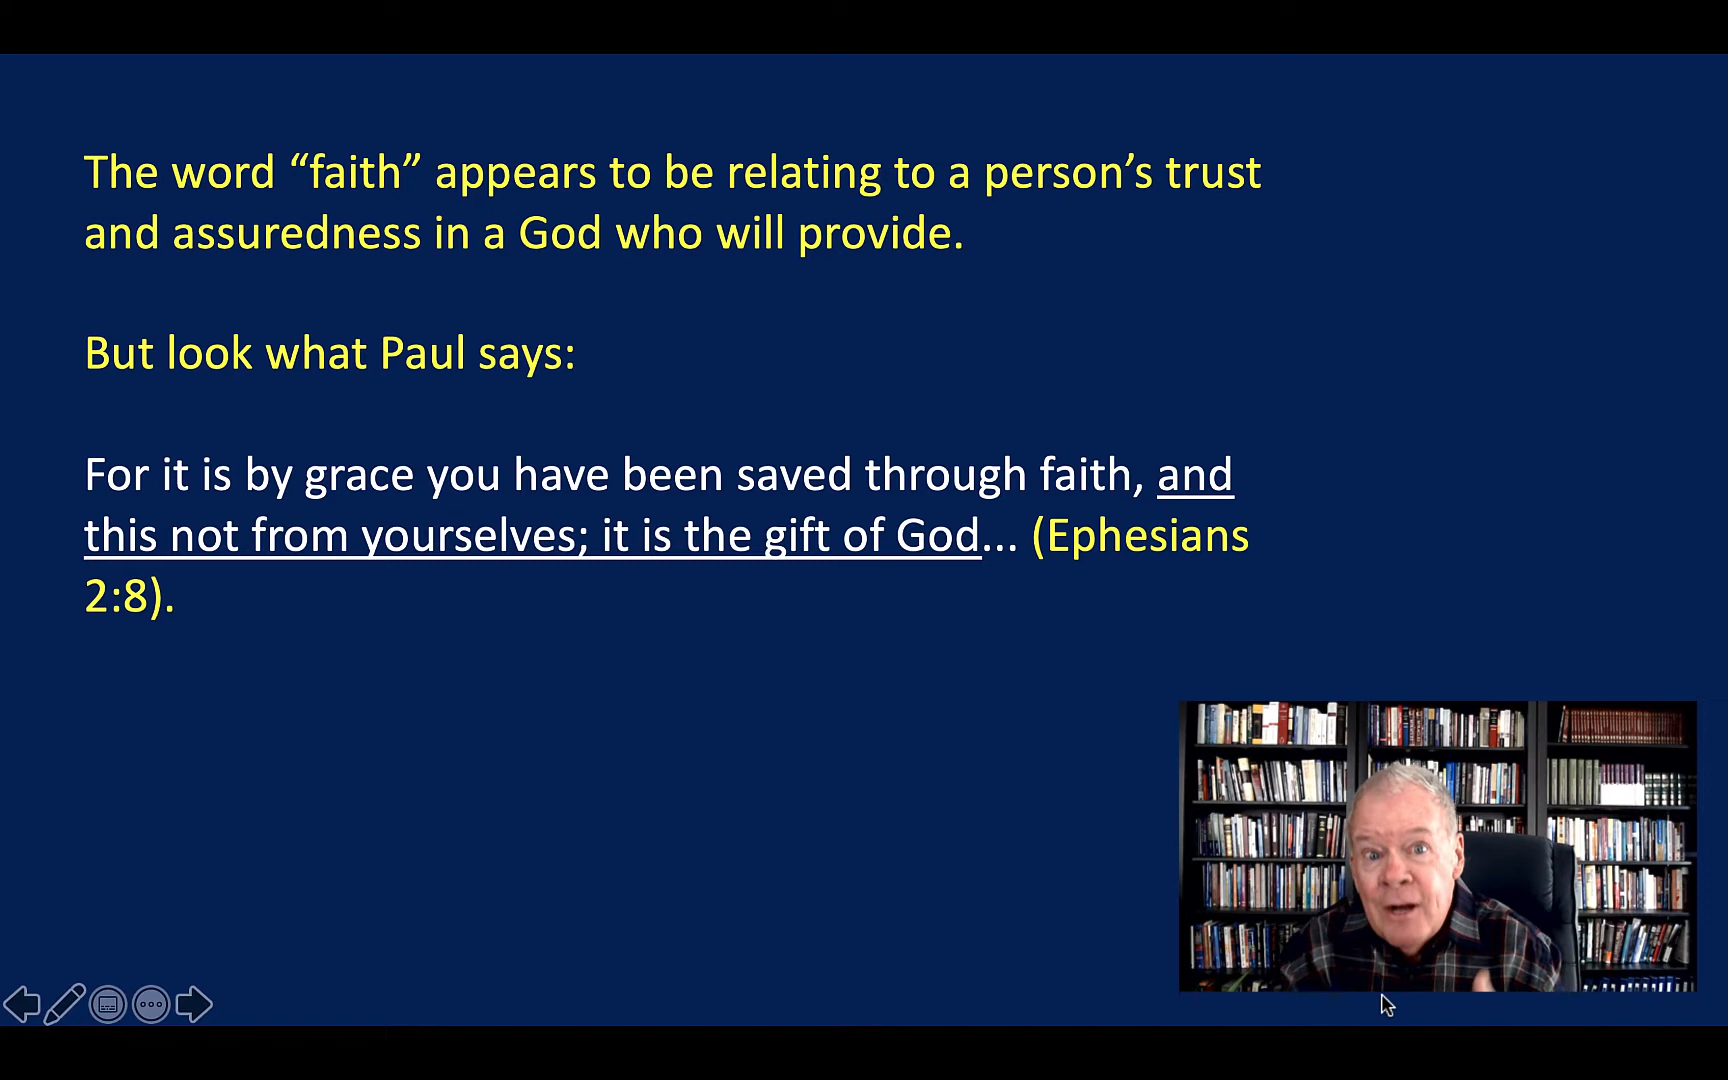 The word “faith” appears to be relating to a person’s trust
and assuredness in a God who will provide.
But look what Paul says:
For it is by grace you have been saved through faith, and
this not from yourselves; it is the gift of God... (Ephesians
2:8).